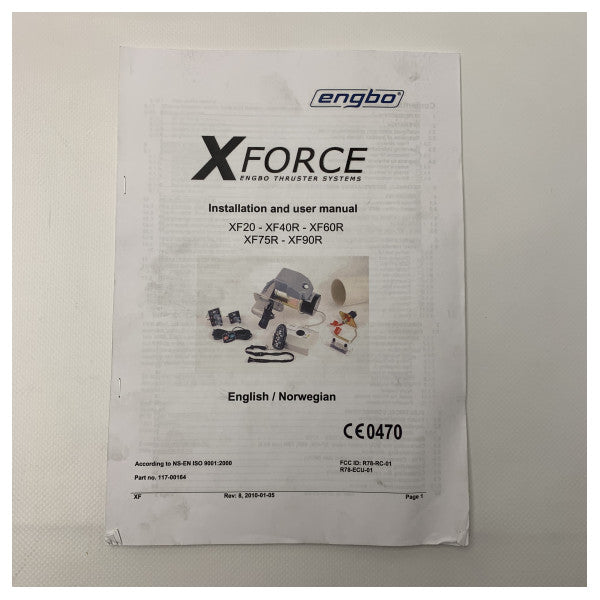 engbo®
XFORCE
ENGBO THRUSTER SYSTEMS
Installation and user manual
XF20 - XF40R - XF60R
XF75R - XF90R
English / Norwegian
CE0470
According to NS-EN ISO 9001:2000
FCC ID: R78-RC-01
R78-ECU-01
Part no. 117-00164
XF
Rev: 8, 2010-01-05
Page 1